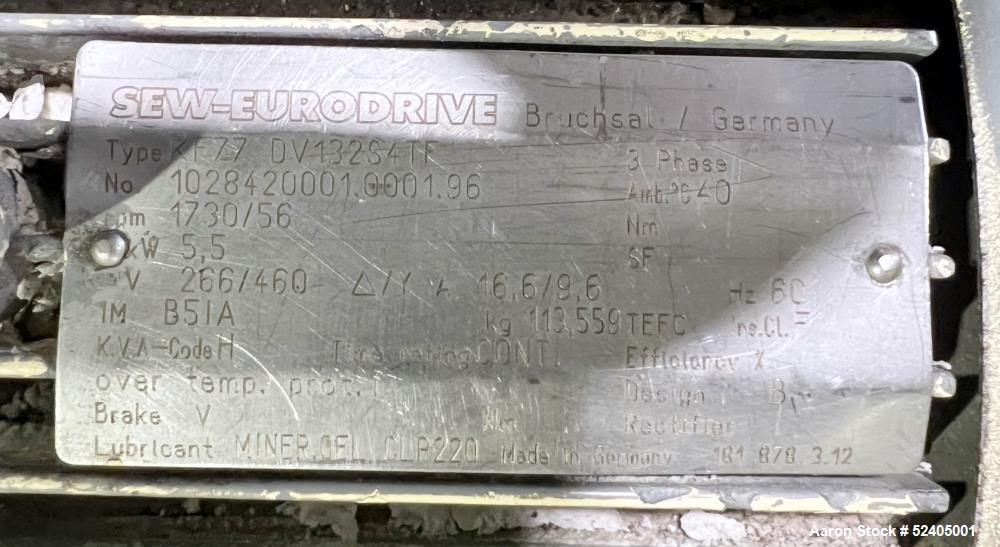 SEW-EURODRIVE Bruchsal / Germany
Type KF77 DV132S4TF 3 Phase
No. 1028420001.0001.96 Amb.°C 40
rpm 1730/56 Nm
kW 5,5 SF
V 266/460 △/Y A 16,6/9,6 Hz 60
IM B51A kg 113,559 TEFC Ins.Cl. F
K.V.A-Code H Time rating CONT. Efficiency %
over temp. prot. Design B
Brake V Nm Rectifier
Lubricant MINER.OEL CLP220 Made in Germany 181 878 3.12
Aaron Stock # 52405001